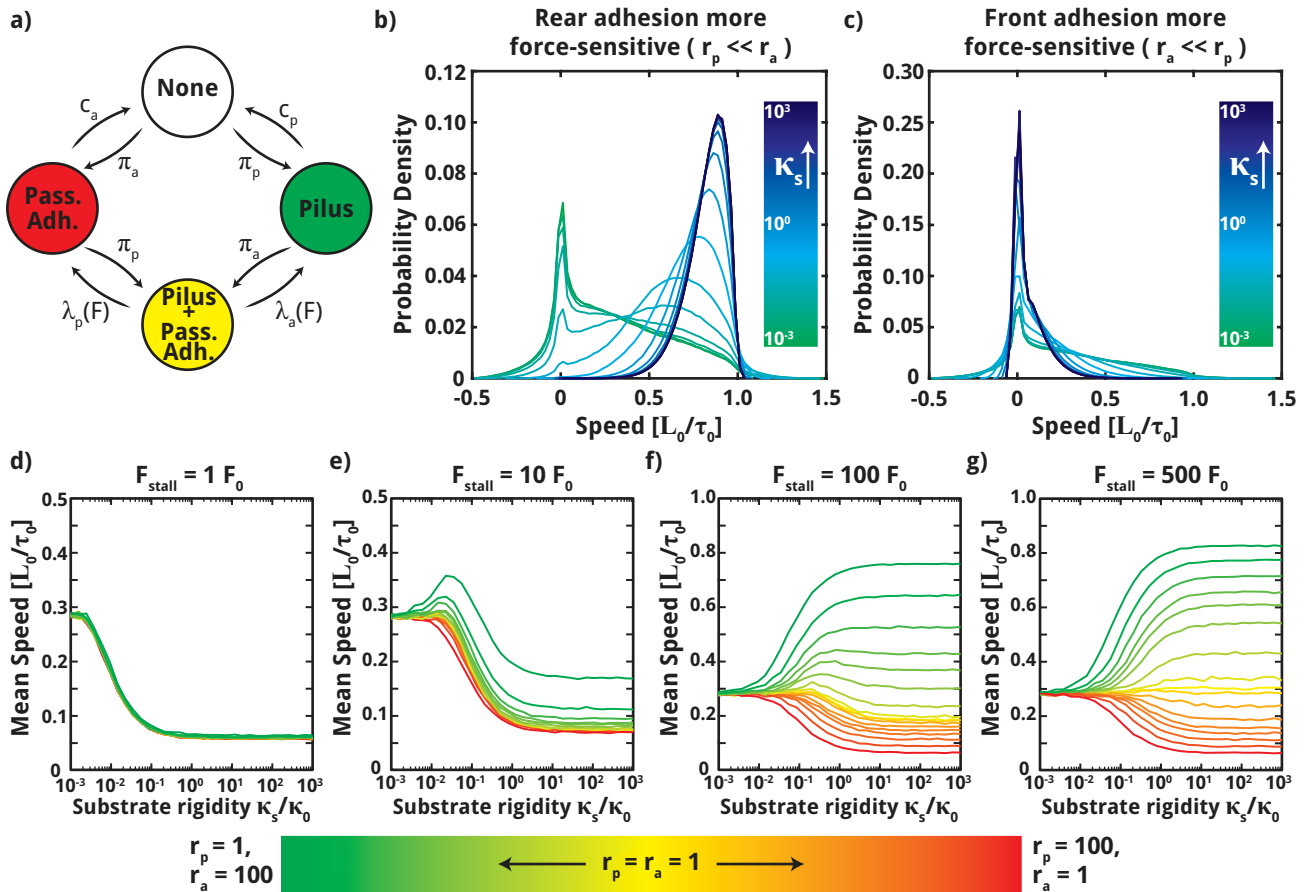 a)
None
c_a
c_p
π_a
π_p
Pass.
Adh.
Pilus
π_p
π_a
λ_p(F)
λ_a(F)
Pilus
+
Pass.
Adh.
b)
Rear adhesion more
force-sensitive ( r_p << r_a )
Probability Density
0.12
0.10
0.08
0.06
0.04
0.02
0
-0.5
0
0.5
1.0
1.5
Speed [L_0/τ_0]
10^3
κ_s
10^0
10^-3
c)
Front adhesion more
force-sensitive ( r_a << r_p )
Probability Density
0.30
0.25
0.20
0.15
0.10
0.05
0
-0.5
0
0.5
1.0
1.5
Speed [L_0/τ_0]
10^3
κ_s
10^0
10^-3
d)
F_stall = 1 F_0
Mean Speed [L_0/τ_0]
0.5
0.4
0.3
0.2
0.1
0
10^-3 10^-2 10^-1 10^0 10^1 10^2 10^3
Substrate rigidity κ_s/κ_0
e)
F_stall = 10 F_0
Mean Speed [L_0/τ_0]
0.5
0.4
0.3
0.2
0.1
0
10^-3 10^-2 10^-1 10^0 10^1 10^2 10^3
Substrate rigidity κ_s/κ_0
f)
F_stall = 100 F_0
Mean Speed [L_0/τ_0]
1.0
0.8
0.6
0.4
0.2
0
10^-3 10^-2 10^-1 10^0 10^1 10^2 10^3
Substrate rigidity κ_s/κ_0
g)
F_stall = 500 F_0
Mean Speed [L_0/τ_0]
1.0
0.8
0.6
0.4
0.2
0
10^-3 10^-2 10^-1 10^0 10^1 10^2 10^3
Substrate rigidity κ_s/κ_0
r_p = 1,
r_a = 100
r_p = r_a = 1
r_p = 100,
r_a = 1